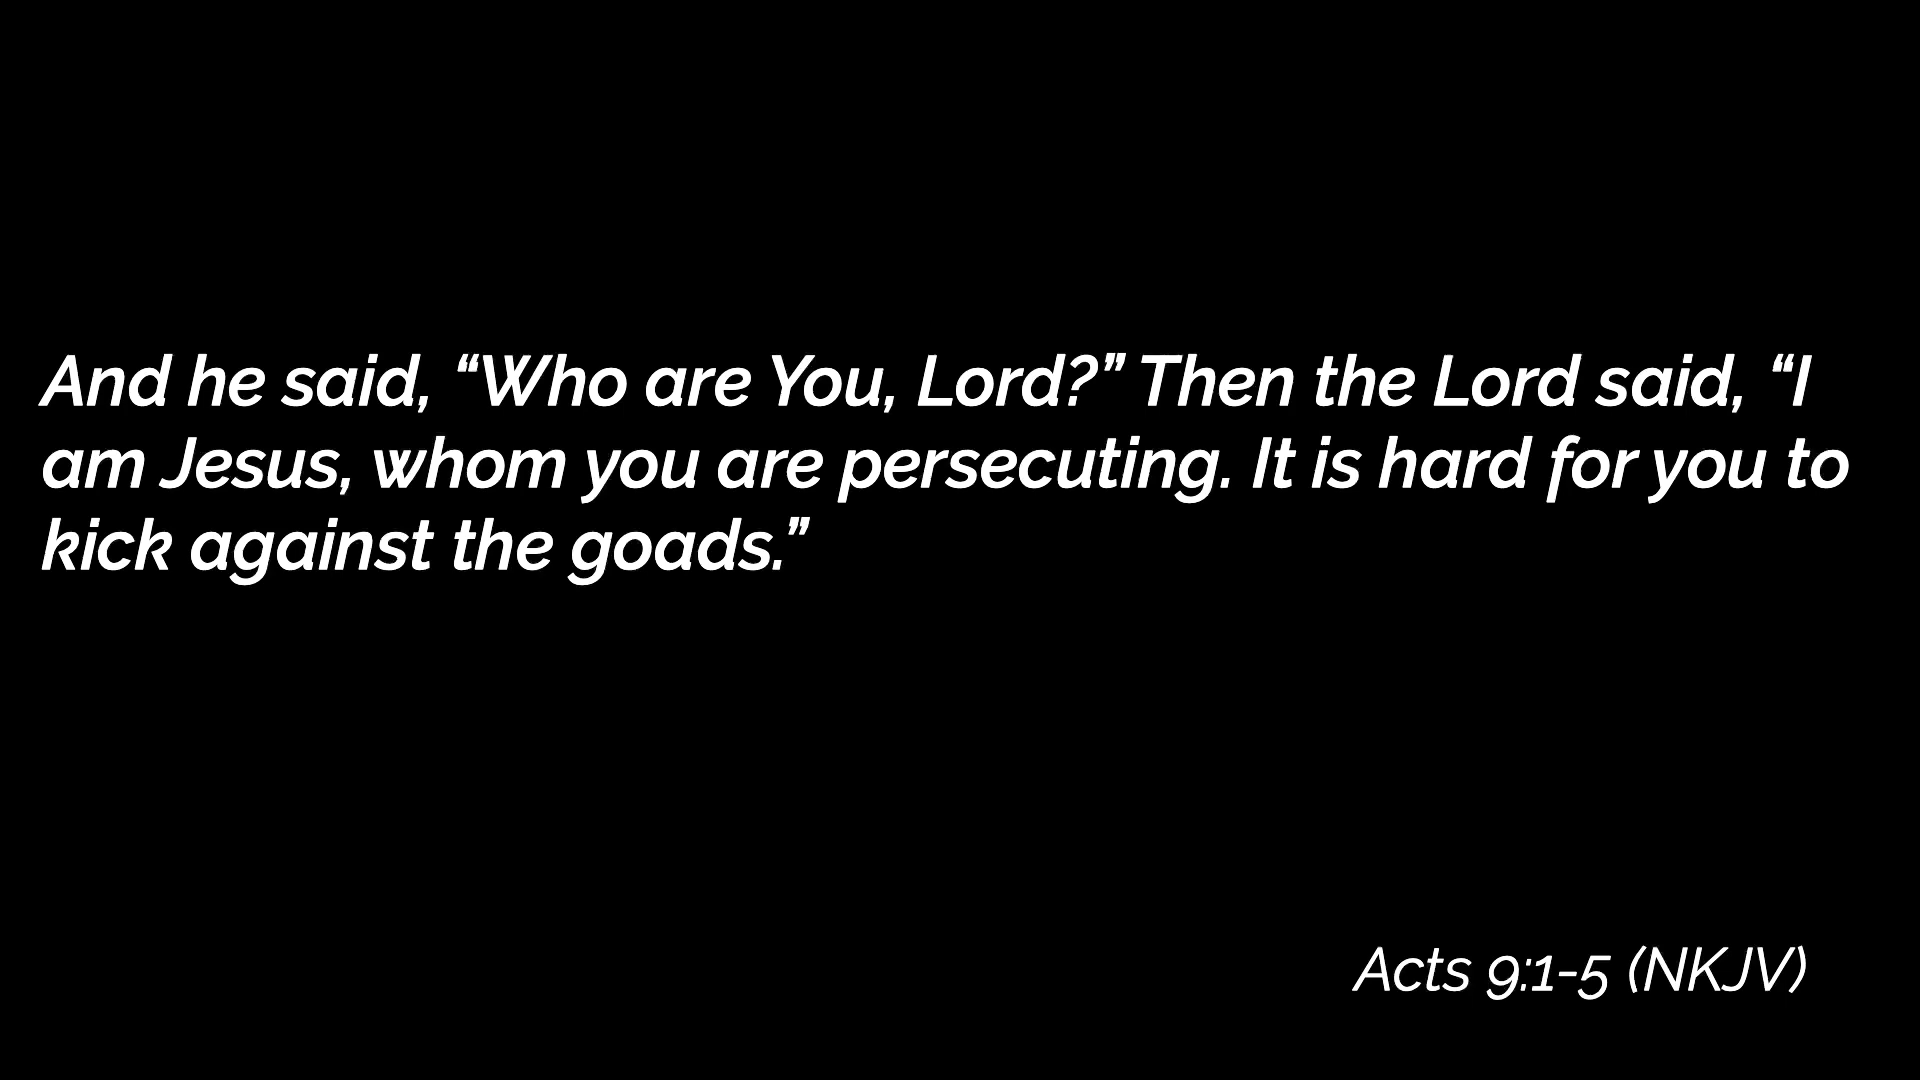 And he said, “Who are You, Lord?” Then the Lord said, “I
am Jesus, whom you are persecuting. It is hard for you to
kick against the goads.”
Acts 9:1-5 (NKJV)